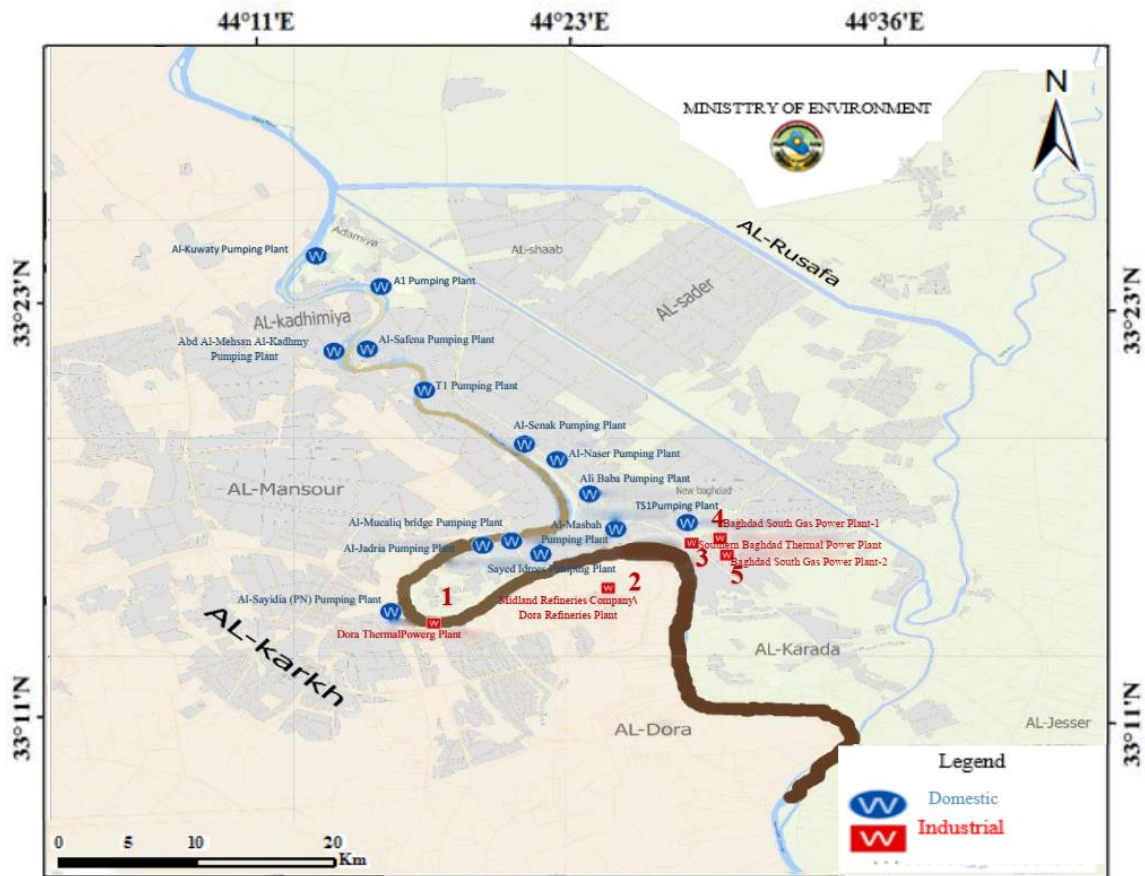 44°11'E
44°23'E
44°36'E
N
MINISTTRY OF ENVIRONMENT
AL-Rusafa
Adamiya
AL-shaab
Al-Kuwaty Pumping Plant
A1 Pumping Plant
AL-sader
33°23'N
33°23'N
AL-kadhimiya
Abd Al-Mehsan Al-Kadhmy
Pumping Plant
Al-Safena Pumping Plant
T1 Pumping Plant
Al-Senak Pumping Plant
Al-Naser Pumping Plant
AL-Mansour
Ali Baba Pumping Plant
New baghdad
TS1Pumping Plant
Al-Muealiq bridge Pumping Plant
Al-Masbah
Pumping Plant
4
Baghdad South Gas Power Plant-1
Al-Jadria Pumping Plant
Southern Baghdad Thermal Power Plant
Sayed Idrees Pumping Plant
3
5
Baghdad South Gas Power Plant-2
Al-Sayidia (PN) Pumping Plant
1
2
Midland Refineries Company\
Dora Refineries Plant
Dora ThermalPowerg Plant
AL-karkh
AL-Karada
AL-Dora
AL-Jesser
33°11'N
33°11'N
Legend
W Domestic
W Industrial
0 5 10 20
Km